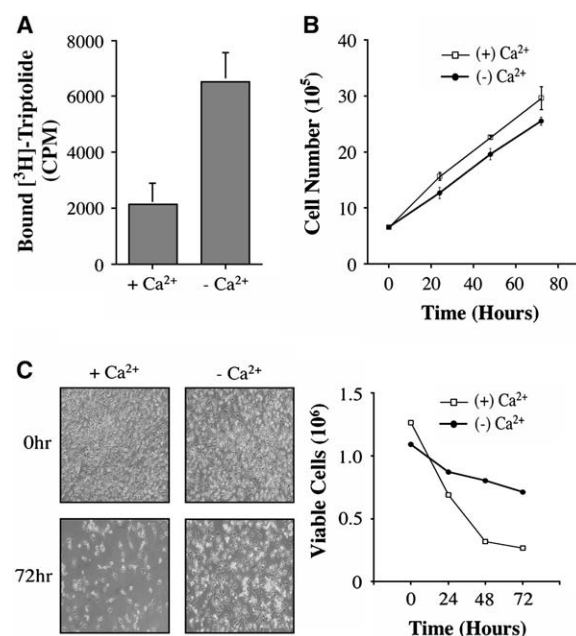 A
Bound [³H]-Triptolide
(CPM)
8000
6000
4000
2000
0
+ Ca²⁺
- Ca²⁺
B
Cell Number (10⁵)
40
30
20
10
0
(+) Ca²⁺
(-) Ca²⁺
0
20
40
60
80
Time (Hours)
C
+ Ca²⁺
- Ca²⁺
0hr
72hr
Viable Cells (10⁶)
1.5
1.0
0.5
0
(+) Ca²⁺
(-) Ca²⁺
0
24
48
72
Time (Hours)